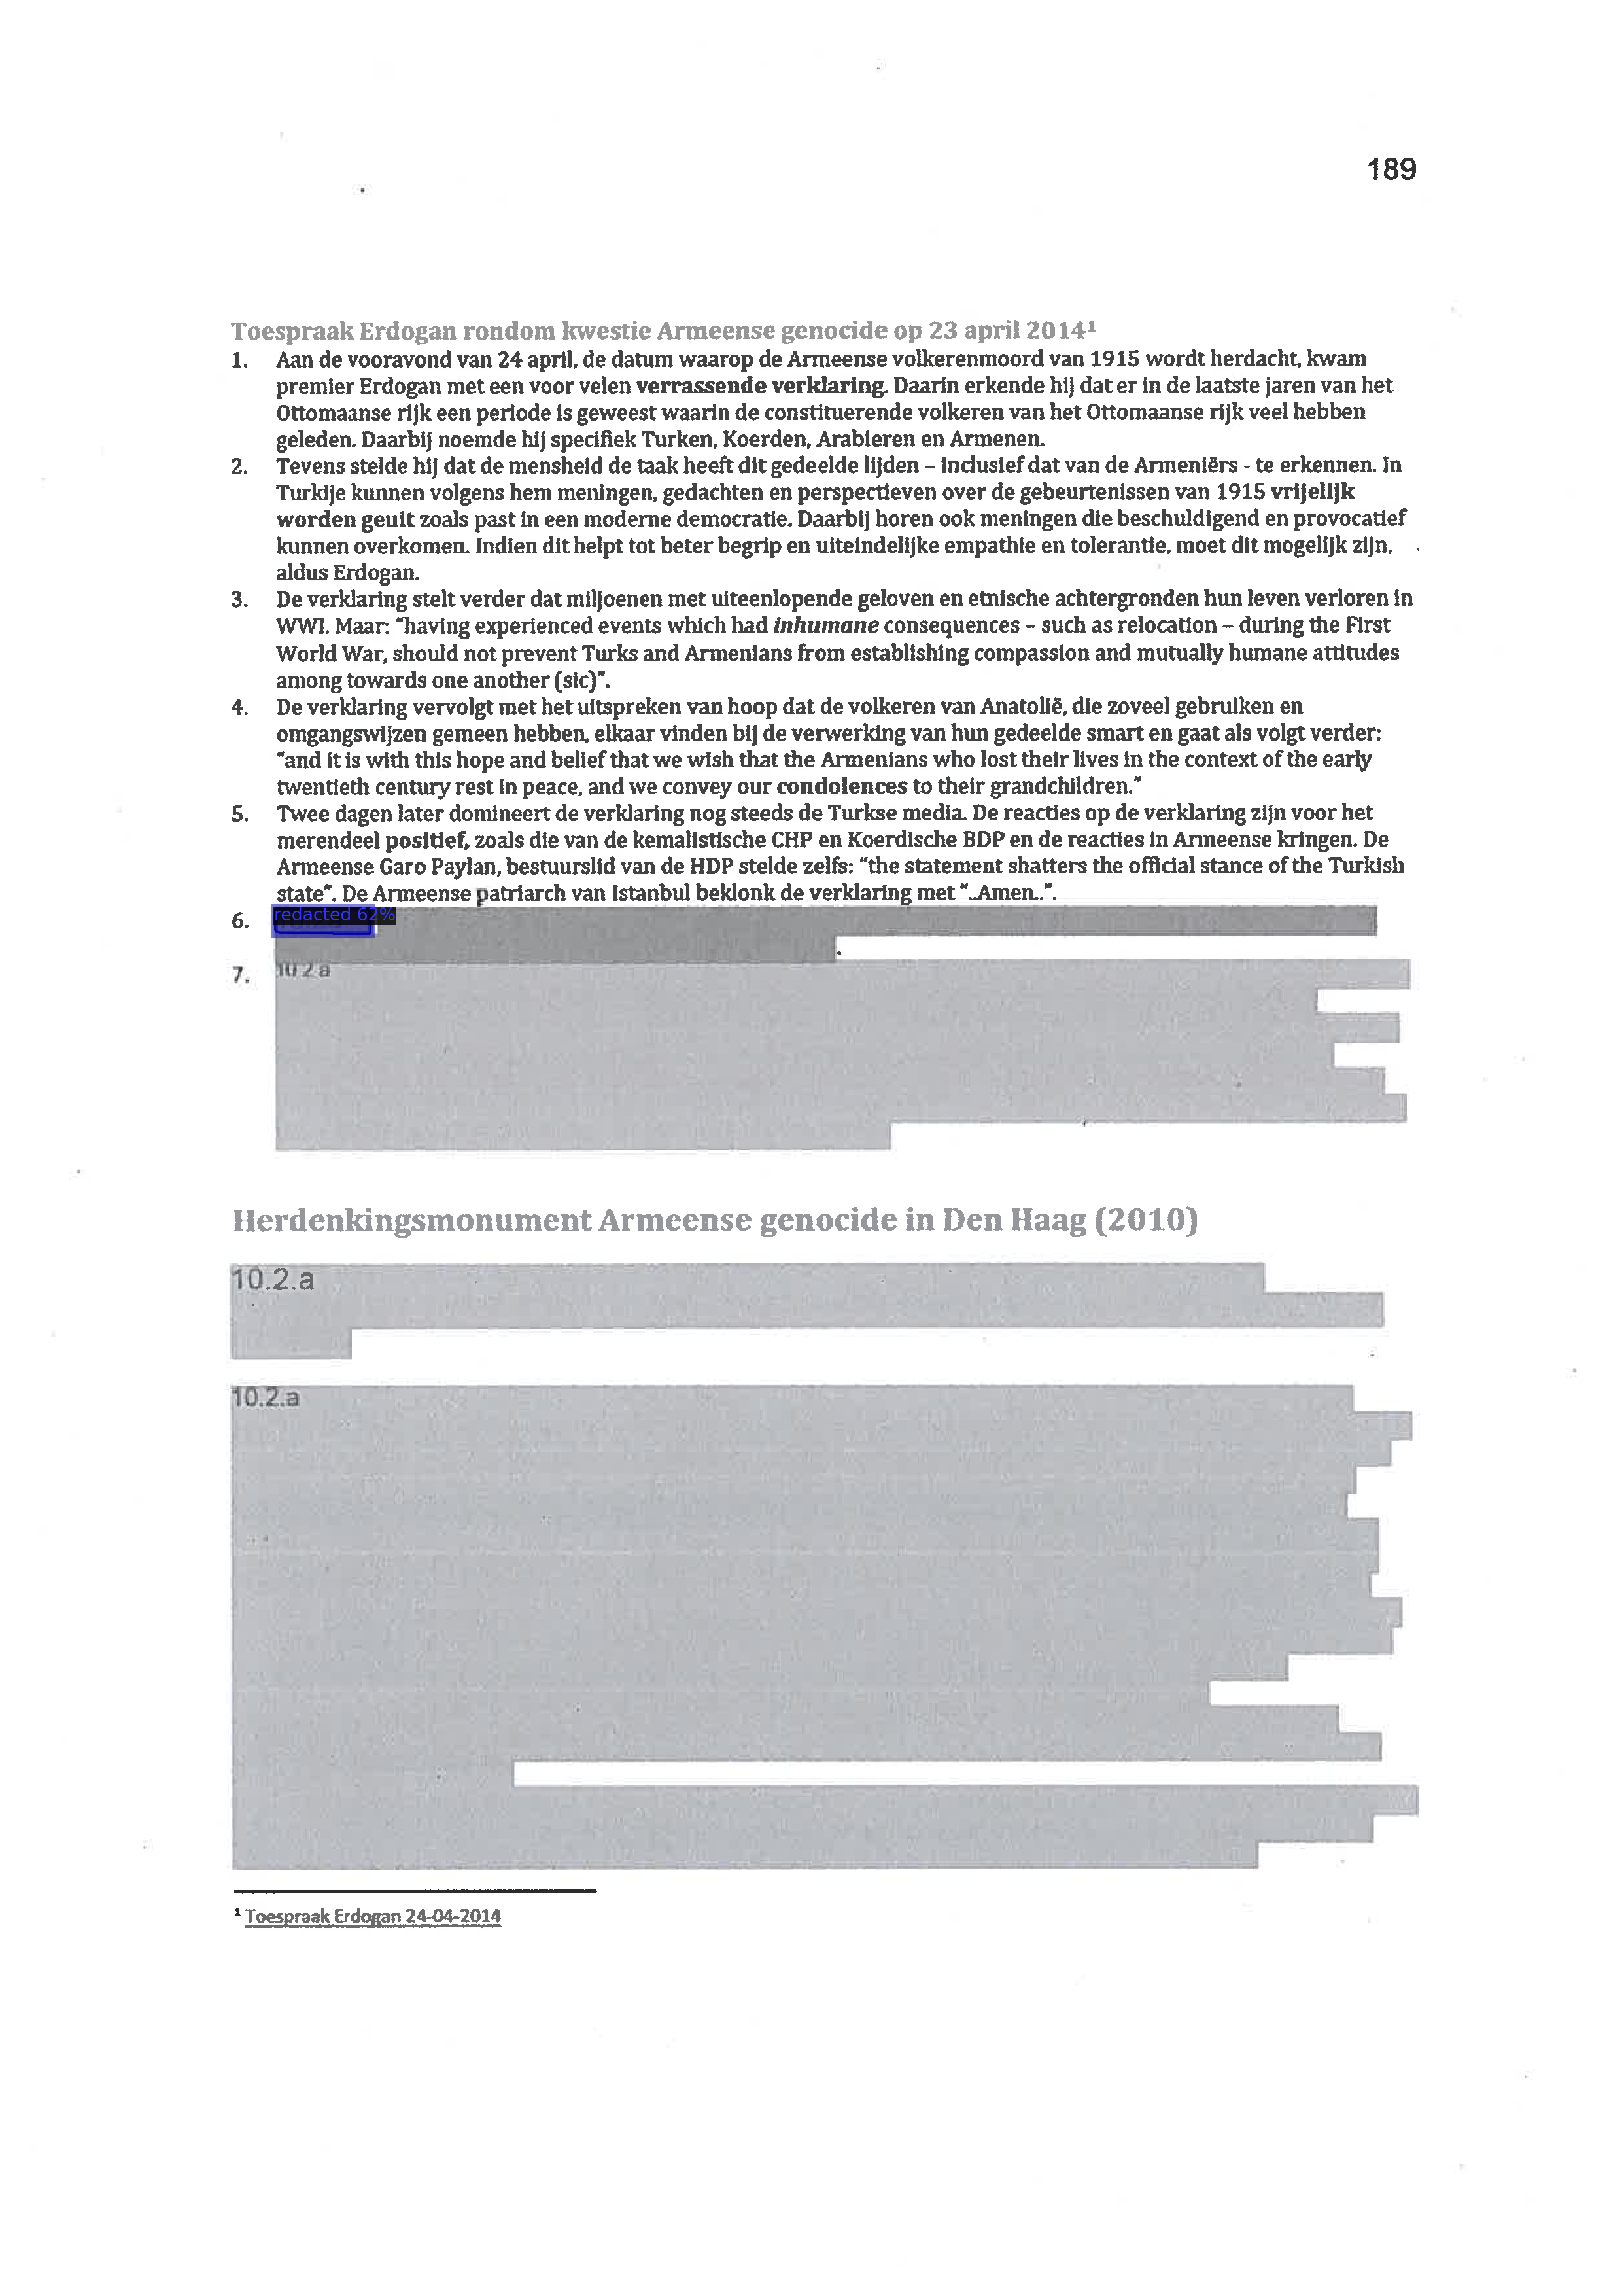 189
Toespraak Erdogan rondom kwestie Armeense genocide op 23 april 2014¹
1. Aan de vooravond van 24 april, de datum waarop de Armeense volkerenmoord van 1915 wordt herdacht, kwam
premier Erdogan met een voor velen verrassende verklaring. Daarin erkende hij dat er in de laatste jaren van het
Ottomaanse rijk een periode is geweest waarin de constituerende volkeren van het Ottomaanse rijk veel hebben
geleden. Daarbij noemde hij specifiek Turken, Koerden, Arabieren en Armenen.
2. Tevens stelde hij dat de mensheid de taak heeft dit gedeelde lijden – inclusief dat van de Armeniërs - te erkennen. In
Turkije kunnen volgens hem meningen, gedachten en perspectieven over de gebeurtenissen van 1915 vrijelijk
worden geuit zoals past in een moderne democratie. Daarbij horen ook meningen die beschuldigend en provocatief
kunnen overkomen. Indien dit helpt tot beter begrip en uiteindelijke empathie en tolerantie, moet dit mogelijk zijn,
aldus Erdogan.
3. De verklaring stelt verder dat miljoenen met uiteenlopende geloven en etnische achtergronden hun leven verloren in
WWI. Maar: "having experienced events which had inhumane consequences – such as relocation – during the First
World War, should not prevent Turks and Armenians from establishing compassion and mutually humane attitudes
among towards one another (sic)".
4. De verklaring vervolgt met het uitspreken van hoop dat de volkeren van Anatolië, die zoveel gebruiken en
omgangswijzen gemeen hebben, elkaar vinden bij de verwerking van hun gedeelde smart en gaat als volgt verder:
"and it is with this hope and belief that we wish that the Armenians who lost their lives in the context of the early
twentieth century rest in peace, and we convey our condolences to their grandchildren."
5. Twee dagen later domineert de verklaring nog steeds de Turkse media. De reacties op de verklaring zijn voor het
merendeel positief, zoals die van de kemalistische CHP en Koerdische BDP en de reacties in Armeense kringen. De
Armeense Garo Paylan, bestuurslid van de HDP stelde zelfs: "the statement shatters the official stance of the Turkish
state". De Armeense patriarch van Istanbul beklonk de verklaring met "..Amen..".
6. redacted 62%
7. 10.2.a
Herdenkingsmonument Armeense genocide in Den Haag (2010)
10.2.a
10.2.a
¹ Toespraak Erdogan 24-04-2014